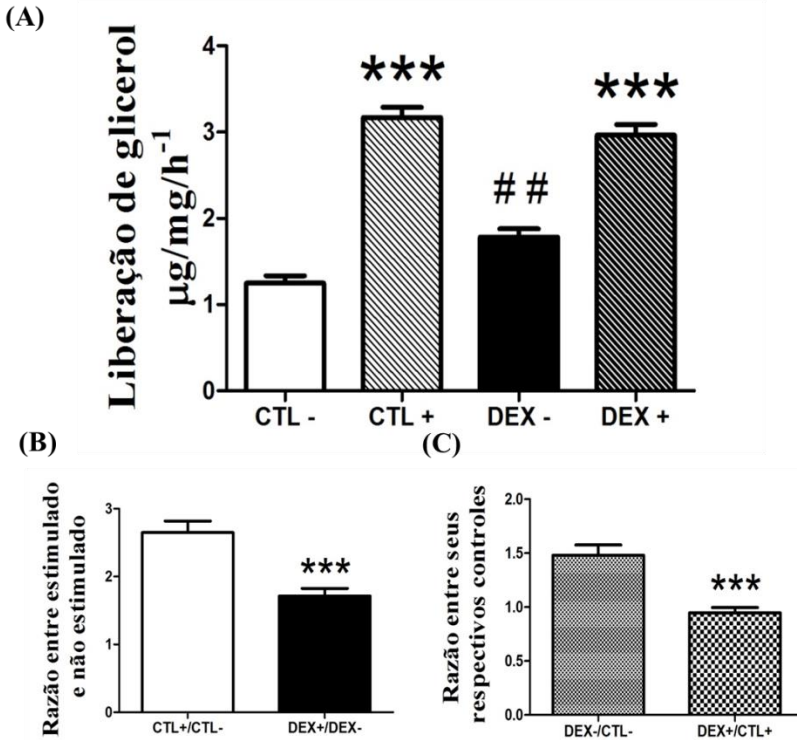 (A)
Liberação de glicerol
µg/mg/h-1
4
3
2
1
0
***
***
##
CTL -
CTL +
DEX -
DEX +
(B)
Razão entre estimulado
e não estimulado
3
2
1
0
***
CTL+/CTL-
DEX+/DEX-
(C)
Razão entre seus
respectivos controles
2.0
1.5
1.0
0.5
0.0
***
DEX-/CTL-
DEX+/CTL+